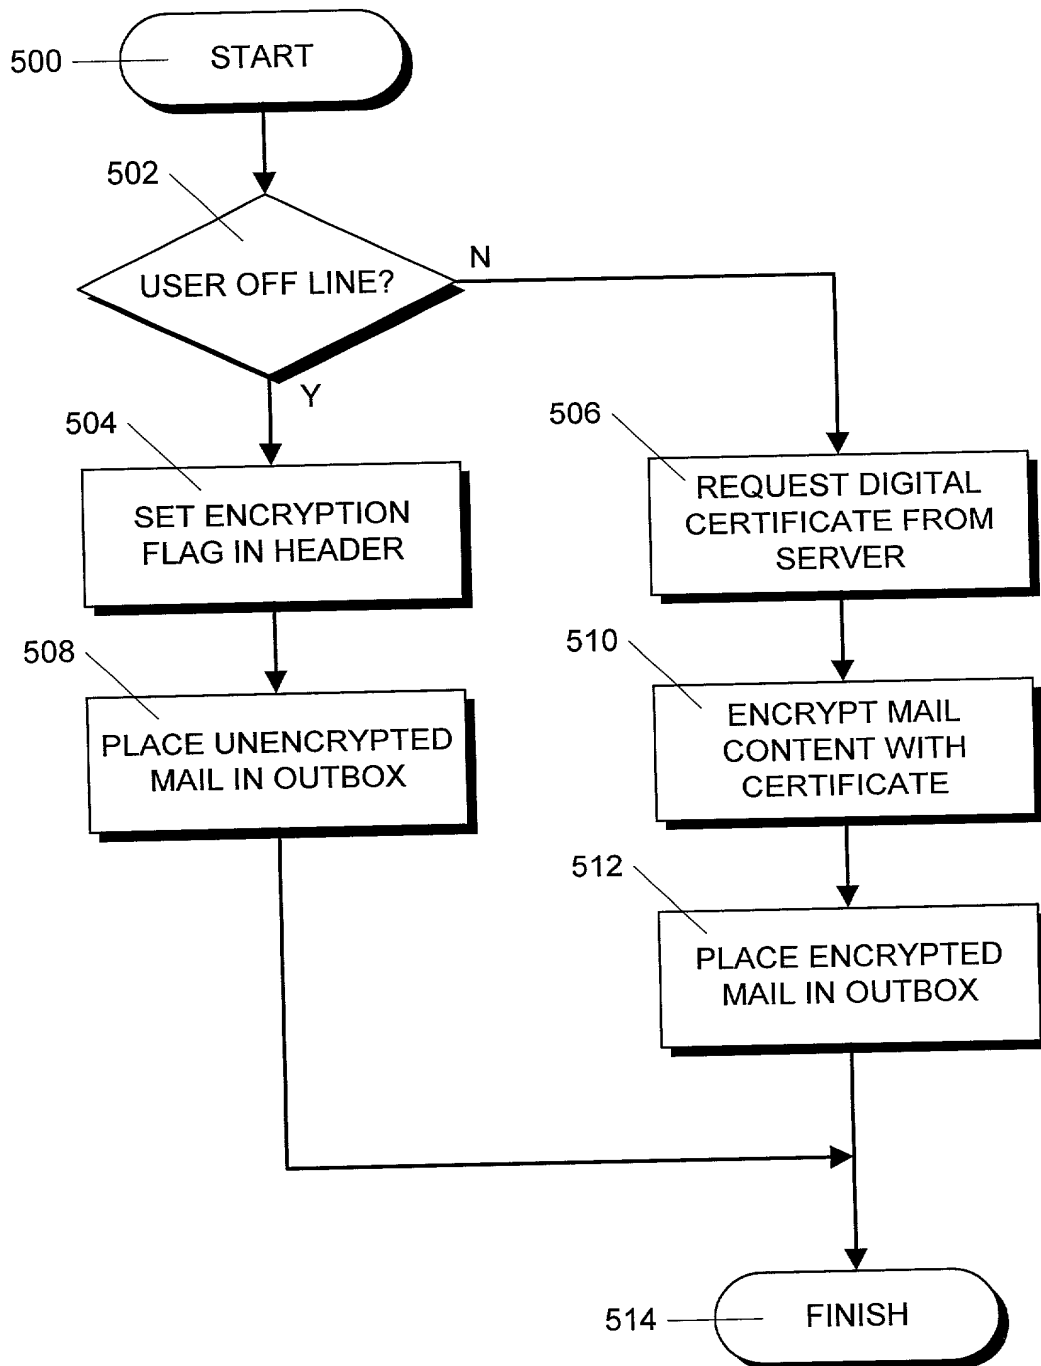 500
START
502
USER OFF LINE?
N
Y
504
SET ENCRYPTION
FLAG IN HEADER
506
REQUEST DIGITAL
CERTIFICATE FROM
SERVER
508
PLACE UNENCRYPTED
MAIL IN OUTBOX
510
ENCRYPT MAIL
CONTENT WITH
CERTIFICATE
512
PLACE ENCRYPTED
MAIL IN OUTBOX
514
FINISH